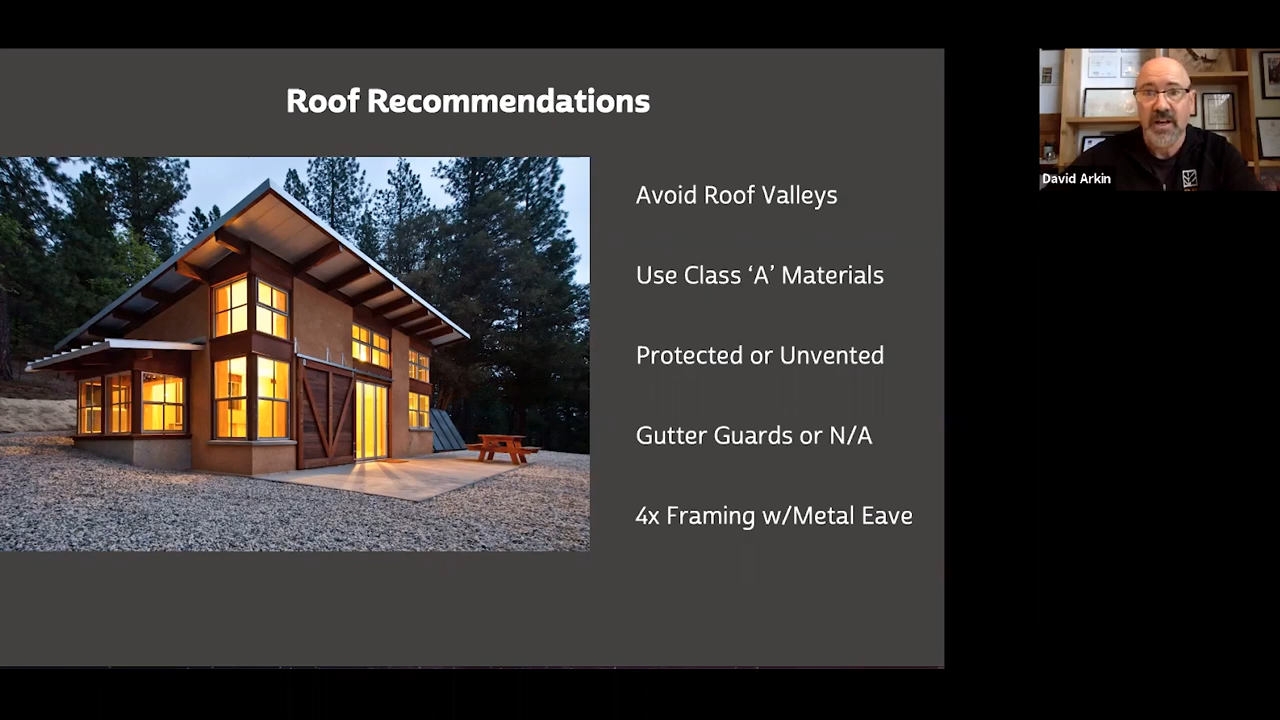 Roof Recommendations
Avoid Roof Valleys
Use Class ‘A’ Materials
Protected or Unvented
Gutter Guards or N/A
4x Framing w/Metal Eave
David Arkin